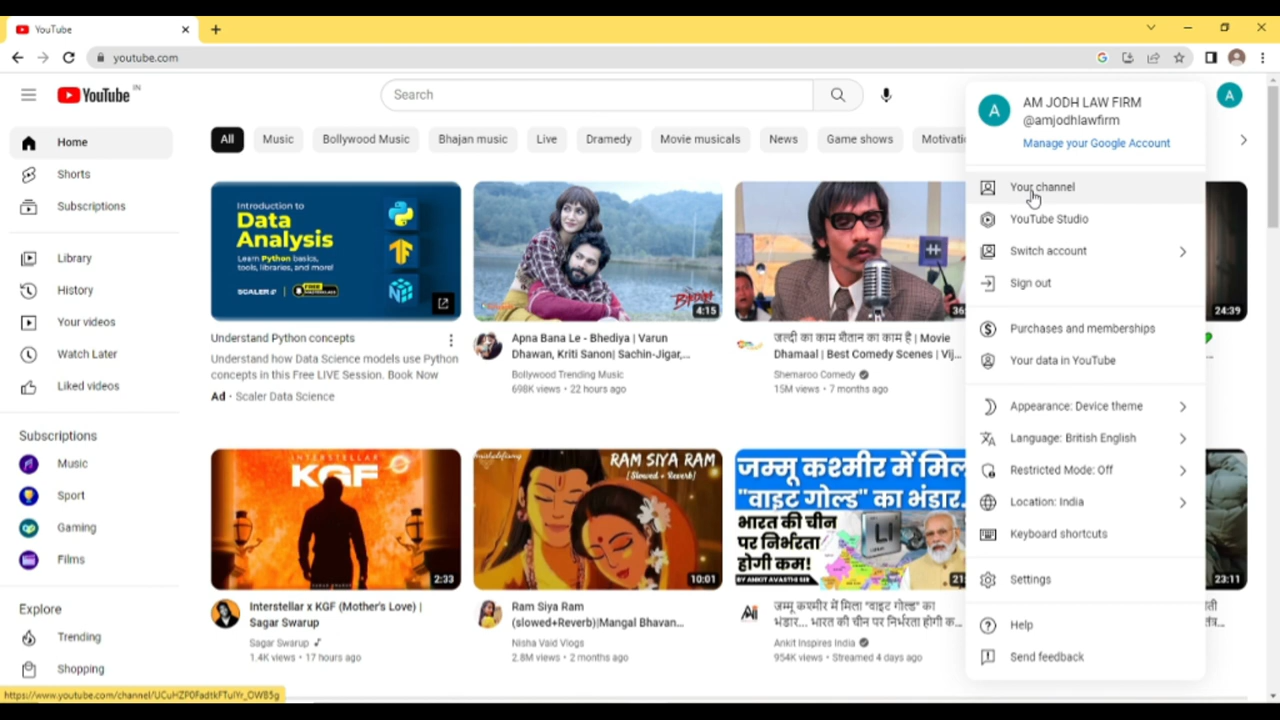 YouTube
youtube.com
YouTube IN
Search
Home
Shorts
Subscriptions
Library
History
Your videos
Watch Later
Liked videos
Subscriptions
Music
Sport
Gaming
Films
Explore
Trending
Shopping
All Music Bollywood Music Bhajan music Live Dramedy Movie musicals News Game shows
Introduction to
Data
Analysis
Learn Python basics,
tools, libraries, and more!
SCALER
Understand Python concepts
Understand how Data Science models use Python
concepts in this Free LIVE Session. Book Now
Ad · Scaler Data Science
4:15
Apna Bana Le - Bhediya | Varun
Dhawan, Kriti Sanon| Sachin-Jigar,...
Bollywood Trending Music
698K views • 22 hours ago
जल्दी का काम शैतान का काम है | Movie
Dhamaal | Best Comedy Scenes | Vij...
Shemaroo Comedy
15M views • 7 months ago
24:39
INTERSTELLAR
KGF
2:33
Interstellar x KGF (Mother's Love) |
Sagar Swarup
Sagar Swarup
1.4K views • 17 hours ago
RAM SIYA RAM
(Slowed + Reverb)
10:01
Ram Siya Ram
(slowed+Reverb)|Mangal Bhavan...
Nisha Vaid Vlogs
2.8M views • 2 months ago
जम्मू कश्मीर में
"वाइट गोल्ड" का भंडार
भारत की चीन
पर निर्भरता
होगी कम!
BY ANKIT AVASTHI SIR
Li
जम्मू कश्मीर में मिला "वाइट गोल्ड" का
भंडार... भारत की चीन पर निर्भरता होगी क...
Ankit Inspires India
954K views • Streamed 4 days ago
23:11
A
A
AM JODH LAW FIRM
@amjodhlawfirm
Manage your Google Account
Your channel
YouTube Studio
Switch account
Sign out
Purchases and memberships
Your data in YouTube
Appearance: Device theme
Language: British English
Restricted Mode: Off
Location: India
Keyboard shortcuts
Settings
Help
Send feedback